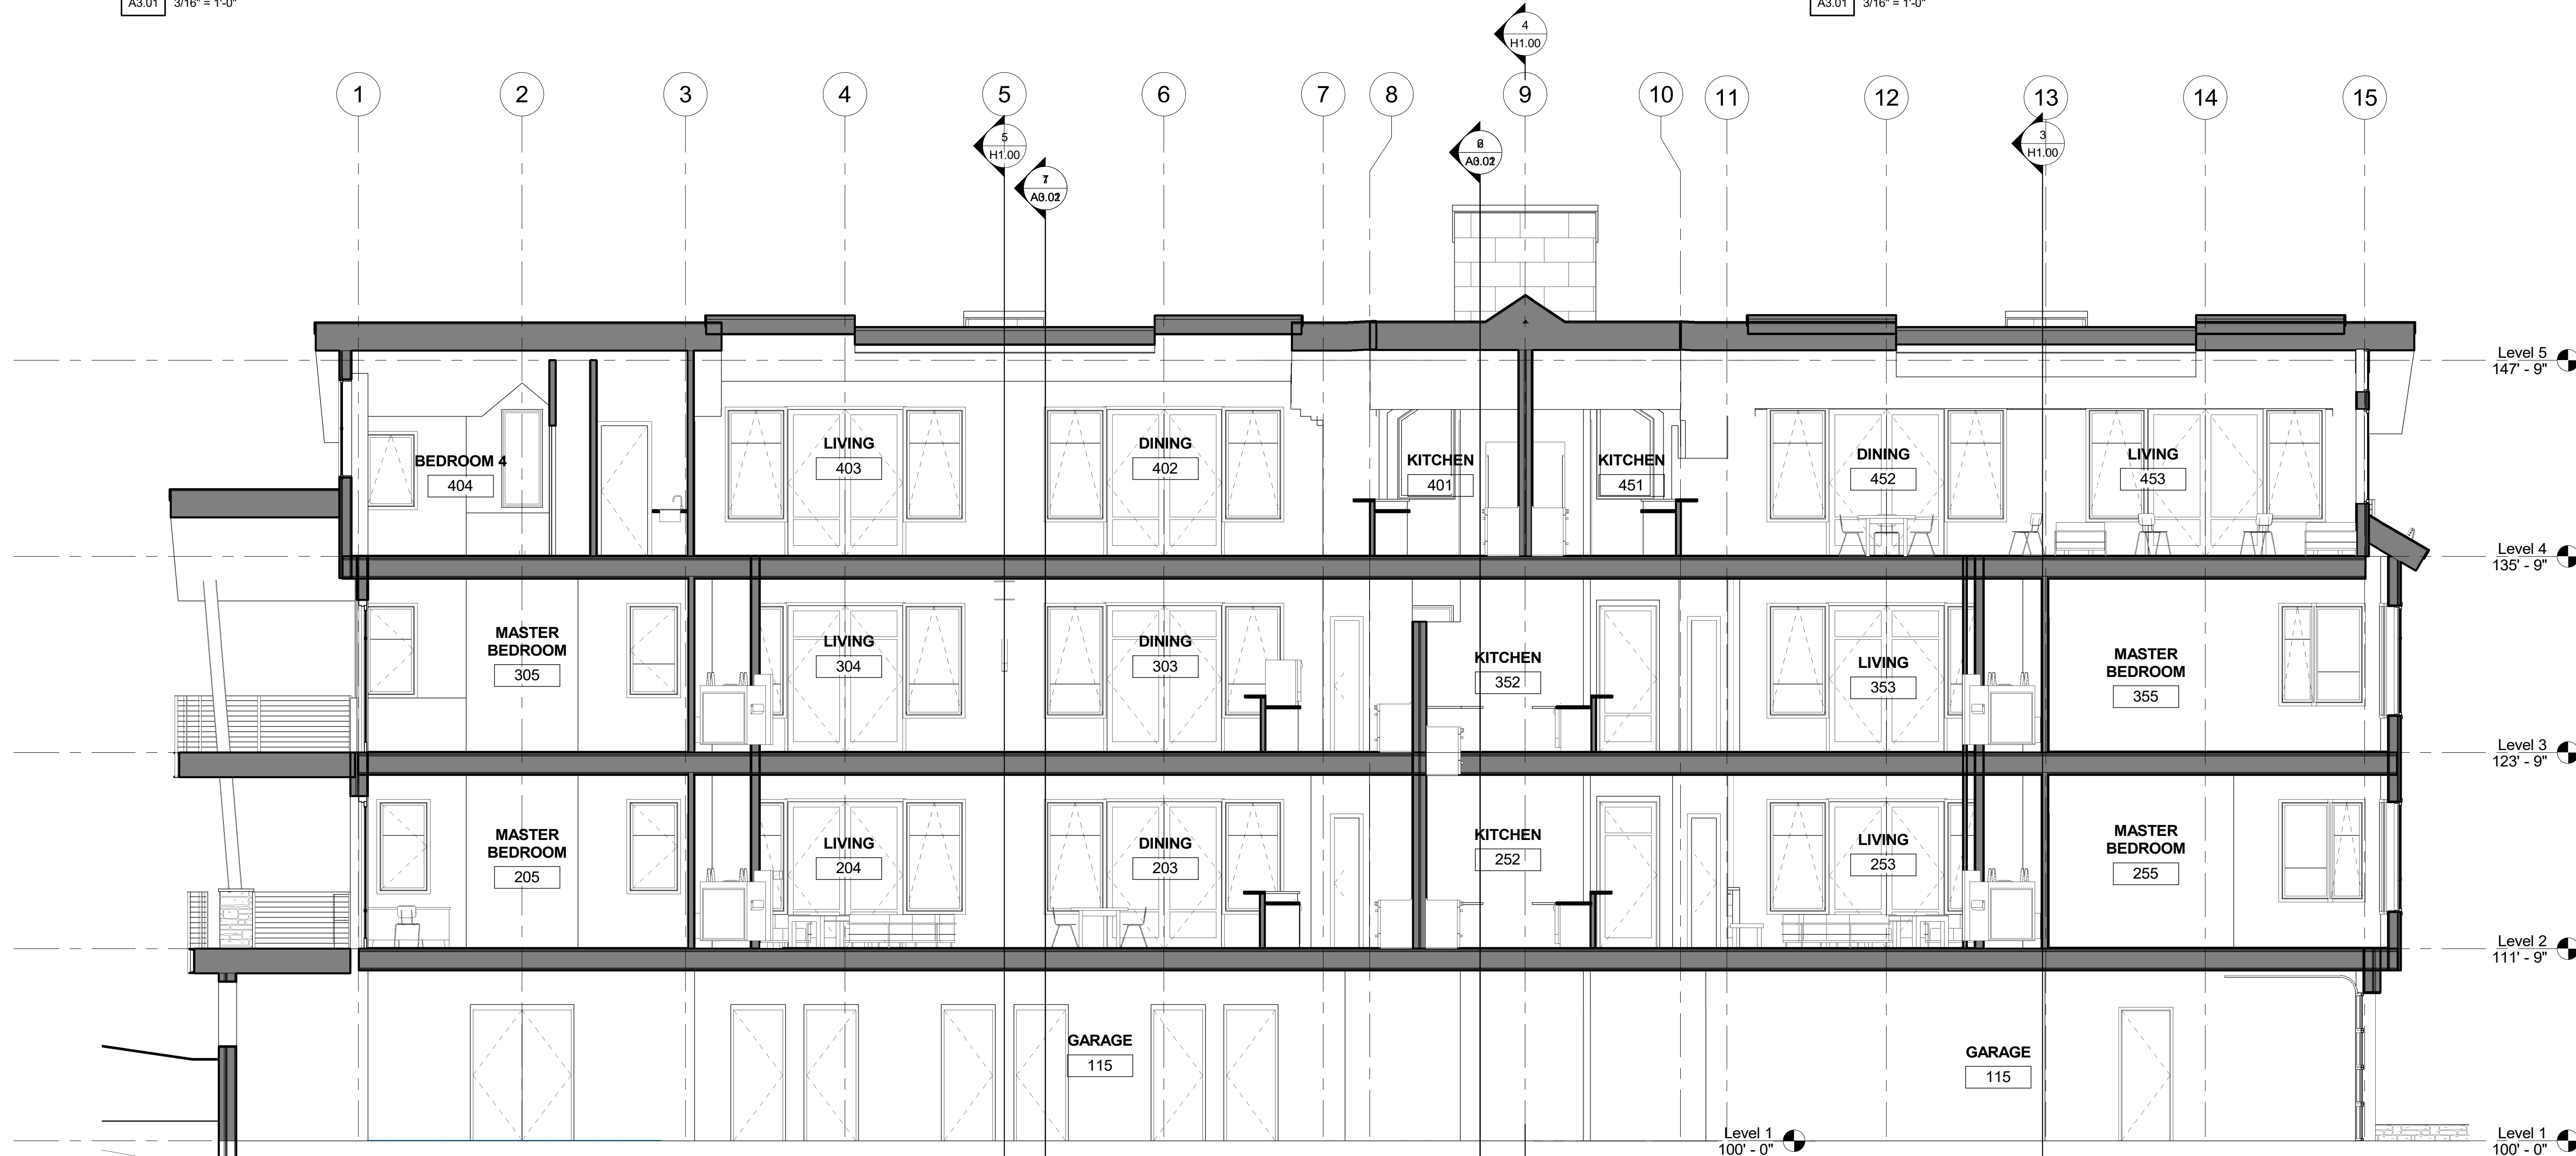 A3.01 3/16" = 1'-0"
A3.01 3/16" = 1'-0"
4
H1.00
1 2 3 4 5 6 7 8 9 10 11 12 13 14 15
5
H1.00
3
H1.00
Level 5
147' - 9"
LIVING
403
DINING
402
BEDROOM 4
404
KITCHEN
401
KITCHEN
451
DINING
452
LIVING
453
Level 4
135' - 9"
MASTER
BEDROOM
305
LIVING
304
DINING
303
KITCHEN
352
LIVING
353
MASTER
BEDROOM
355
Level 3
123' - 9"
MASTER
BEDROOM
205
LIVING
204
DINING
203
KITCHEN
252
LIVING
253
MASTER
BEDROOM
255
Level 2
111' - 9"
GARAGE
115
GARAGE
115
Level 1
100' - 0"
Level 1
100' - 0"